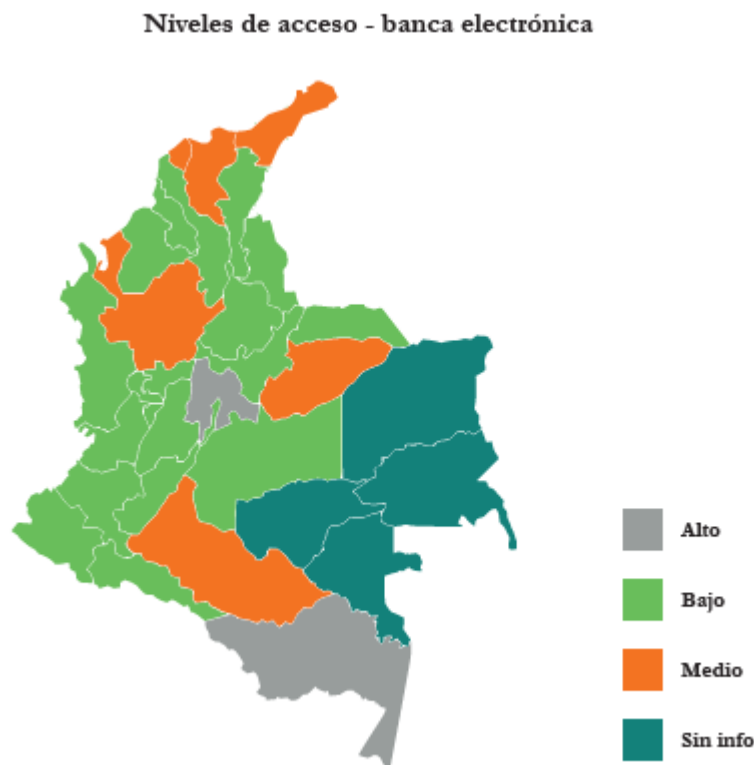 Niveles de acceso - banca electrónica
Alto
Bajo
Medio
Sin info